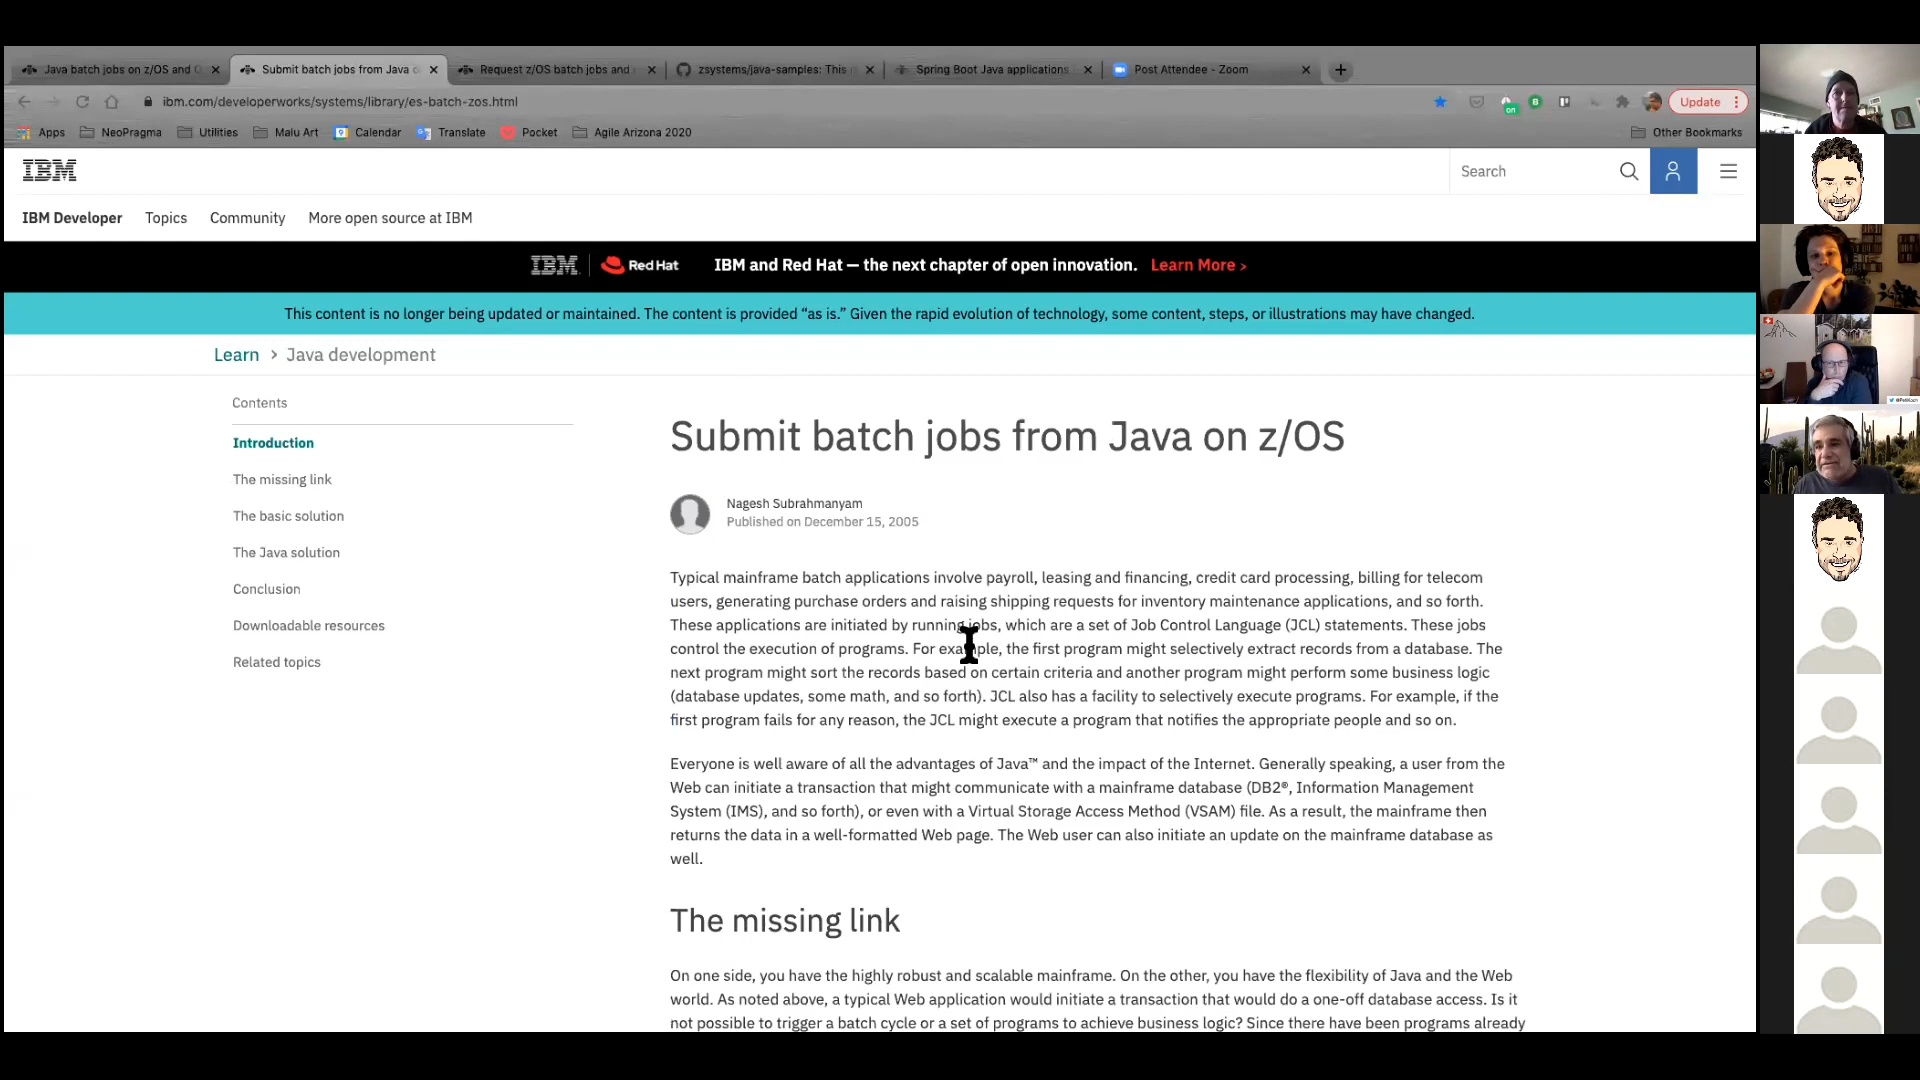 Java batch jobs on z/OS and
Submit batch jobs from Java
Request z/OS batch jobs and
zsystems/java-samples: This
Spring Boot Java applications
Post Attendee - Zoom
ibm.com/developerworks/systems/library/es-batch-zos.html
on
B
Update
Apps
NeoPragma
Utilities
Malu Art
Calendar
Translate
Pocket
Agile Arizona 2020
Other Bookmarks
IBM
Search
IBM Developer
Topics
Community
More open source at IBM
IBM
Red Hat
IBM and Red Hat — the next chapter of open innovation. Learn More >
This content is no longer being updated or maintained. The content is provided “as is.” Given the rapid evolution of technology, some content, steps, or illustrations may have changed.
Learn > Java development
Contents
Introduction
The missing link
The basic solution
The Java solution
Conclusion
Downloadable resources
Related topics
Submit batch jobs from Java on z/OS
Nagesh Subrahmanyam
Published on December 15, 2005
Typical mainframe batch applications involve payroll, leasing and financing, credit card processing, billing for telecom
users, generating purchase orders and raising shipping requests for inventory maintenance applications, and so forth.
These applications are initiated by running jobs, which are a set of Job Control Language (JCL) statements. These jobs
control the execution of programs. For example, the first program might selectively extract records from a database. The
next program might sort the records based on certain criteria and another program might perform some business logic
(database updates, some math, and so forth). JCL also has a facility to selectively execute programs. For example, if the
first program fails for any reason, the JCL might execute a program that notifies the appropriate people and so on.
Everyone is well aware of all the advantages of Java™ and the impact of the Internet. Generally speaking, a user from the
Web can initiate a transaction that might communicate with a mainframe database (DB2®, Information Management
System (IMS), and so forth), or even with a Virtual Storage Access Method (VSAM) file. As a result, the mainframe then
returns the data in a well-formatted Web page. The Web user can also initiate an update on the mainframe database as
well.
The missing link
On one side, you have the highly robust and scalable mainframe. On the other, you have the flexibility of Java and the Web
world. As noted above, a typical Web application would initiate a transaction that would do a one-off database access. Is it
not possible to trigger a batch cycle or a set of programs to achieve business logic? Since there have been programs already